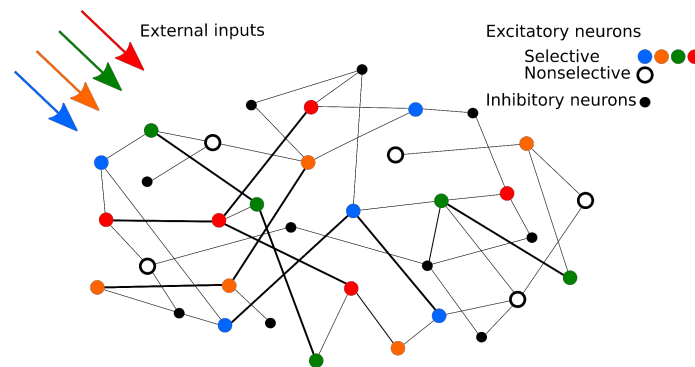 External inputs
Excitatory neurons
Selective
Nonselective
Inhibitory neurons